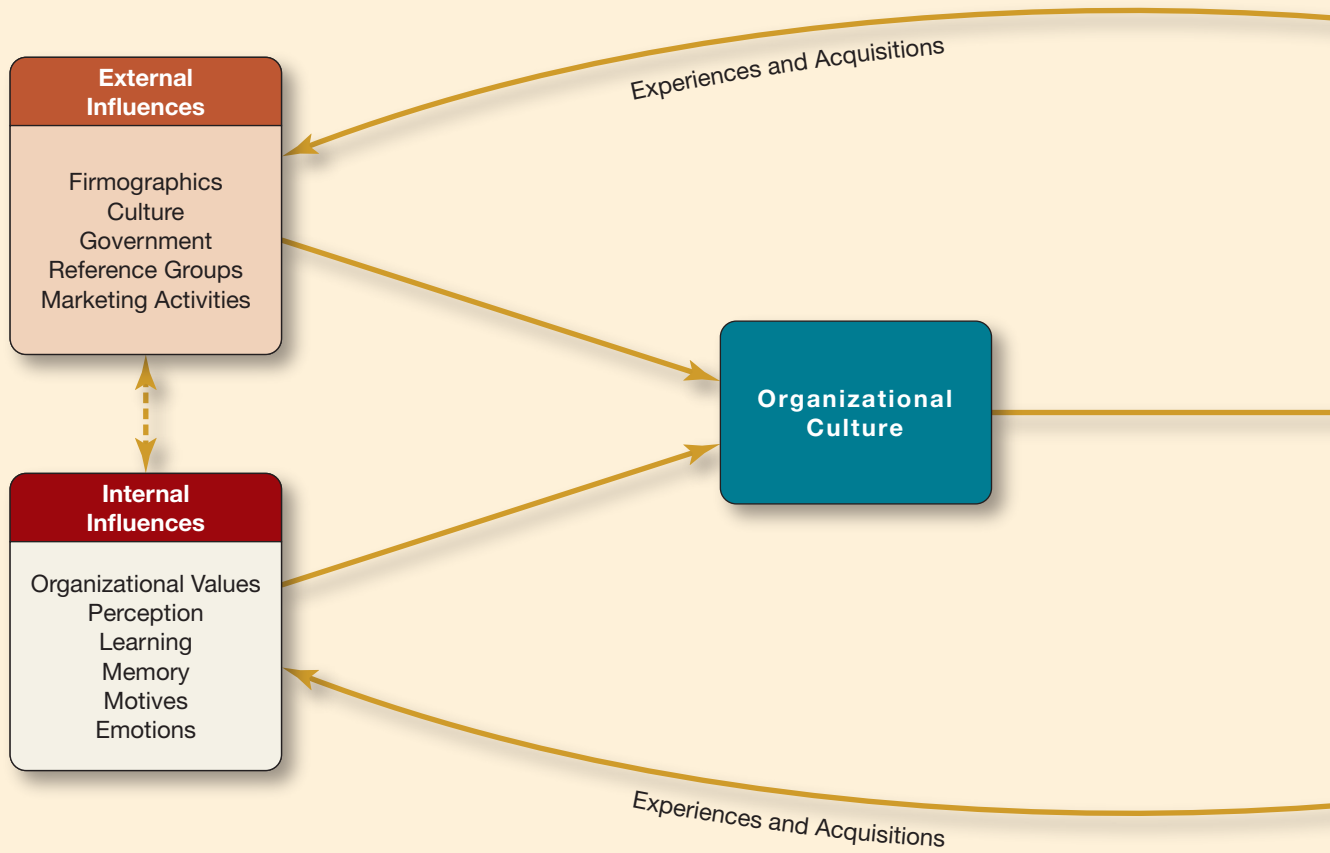 Experiences and Acquisitions
External
Influences
Firmographics
Culture
Government
Reference Groups
Marketing Activities
Organizational
Culture
Internal
Influences
Organizational Values
Perception
Learning
Memory
Motives
Emotions
Experiences and Acquisitions